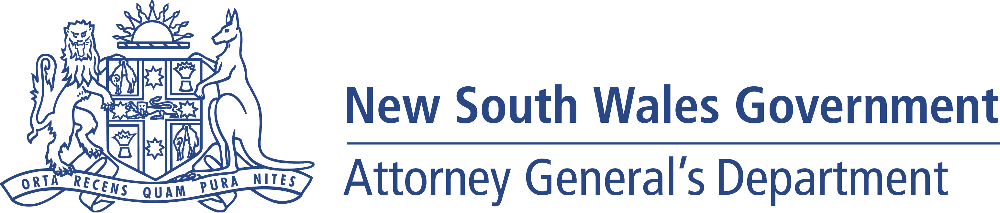 New South Wales Government
Attorney General’s Department
ORTA RECENS QUAM PURA NITES